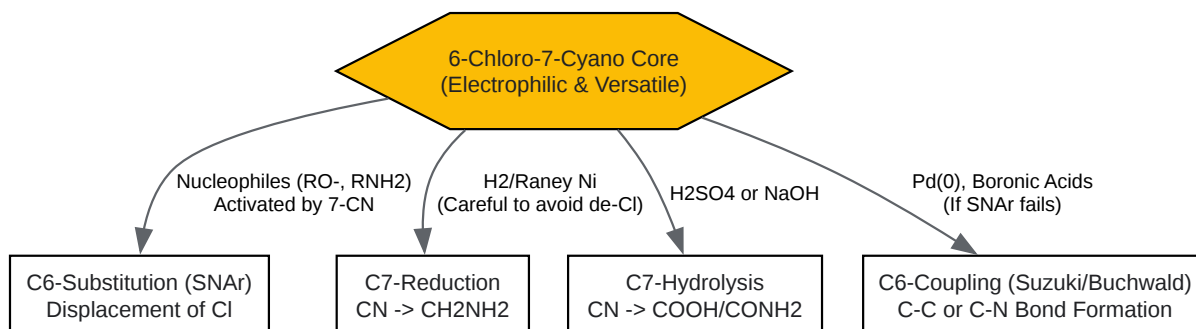 6-Chloro-7-Cyano Core
(Electrophilic & Versatile)
Nucleophiles (RO-, RNH2)
Activated by 7-CN
H2/Raney Ni
(Careful to avoid de-Cl)
H2SO4 or NaOH
Pd(0), Boronic Acids
(If SNAr fails)
C6-Substitution (SNAr)
Displacement of Cl
C7-Reduction
CN -> CH2NH2
C7-Hydrolysis
CN -> COOH/CONH2
C6-Coupling (Suzuki/Buchwald)
C-C or C-N Bond Formation